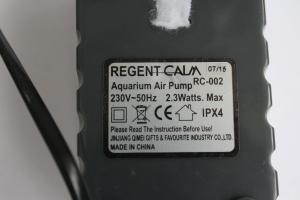 REGENT CALM 07/15
Aquarium Air Pump RC-002
230V~50Hz 2.3Watts. Max
CE IPX4
Please Read The Instruction Before Use!
JINJIANG QIMEI GIFTS & FAVOURITE INDUSTRY CO.,LTD
MADE IN CHINA